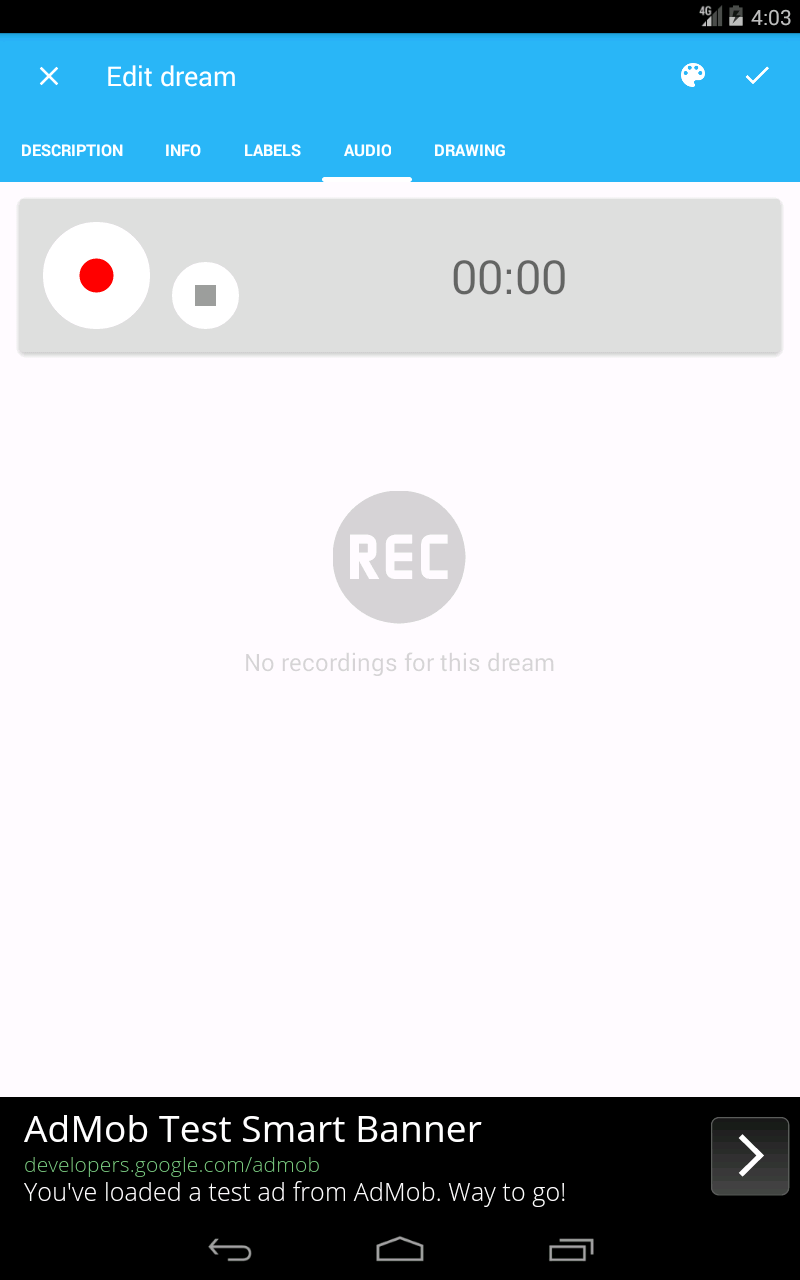 4G 4:03
Edit dream
DESCRIPTION INFO LABELS AUDIO DRAWING
00:00
REC
No recordings for this dream
AdMob Test Smart Banner
developers.google.com/admob
You've loaded a test ad from AdMob. Way to go!